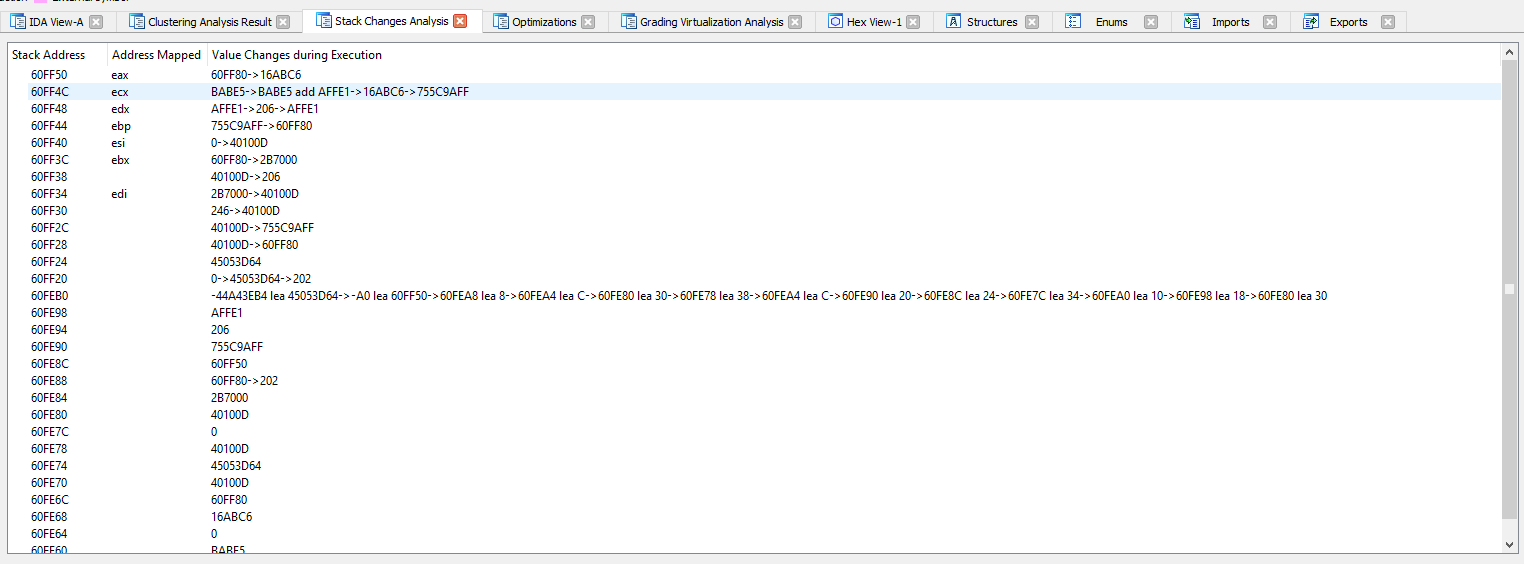 IDA View-A Clustering Analysis Result Stack Changes Analysis Optimizations Grading Virtualization Analysis Hex View-1 Structures Enums Imports Exports
Stack Address Address Mapped Value Changes during Execution
60FF50 eax 60FF80->16ABC6
60FF4C ecx BABE5->BABE5 add AFFE1->16ABC6->755C9AFF
60FF48 edx AFFE1->206->AFFE1
60FF44 ebp 755C9AFF->60FF80
60FF40 esi 0->40100D
60FF3C ebx 60FF80->2B7000
60FF38 40100D->206
60FF34 edi 2B7000->40100D
60FF30 246->40100D
60FF2C 40100D->755C9AFF
60FF28 40100D->60FF80
60FF24 45053D64
60FF20 0->45053D64->202
60FEB0 -44A43EB4 lea 45053D64->-A0 lea 60FF50->60FEA8 lea 8->60FEA4 lea C->60FE80 lea 30->60FE78 lea 38->60FEA4 lea C->60FE90 lea 20->60FE8C lea 24->60FE7C lea 34->60FEA0 lea 10->60FE98 lea 18->60FE80 lea 30
60FE98 AFFE1
60FE94 206
60FE90 755C9AFF
60FE8C 60FF50
60FE88 60FF80->202
60FE84 2B7000
60FE80 40100D
60FE7C 0
60FE78 40100D
60FE74 45053D64
60FE70 40100D
60FE6C 60FF80
60FE68 16ABC6
60FE64 0
60FE60 BABE5